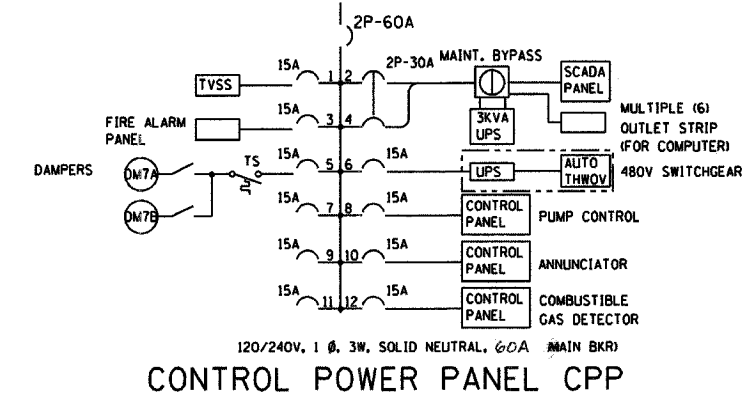 2P-60A
15A
2P-30A
MAINT. BYPASS
TVSS
1 2
SCADA
PANEL
15A
3KVA
UPS
MULTIPLE (6)
OUTLET STRIP
(FOR COMPUTER)
FIRE ALARM
PANEL
3 4
DAMPERS
DM7A
TS
15A
5 6
15A
UPS
AUTO
THWOV
480V SWITCHGEAR
DM7B
15A
7 8
15A
CONTROL
PANEL
PUMP CONTROL
15A
9 10
15A
CONTROL
PANEL
ANNUNCIATOR
15A
11 12
15A
CONTROL
PANEL
COMBUSTIBLE
GAS DETECTOR
120/240V, 1 Ø, 3W, SOLID NEUTRAL, 60A MAIN BKR)
CONTROL POWER PANEL CPP